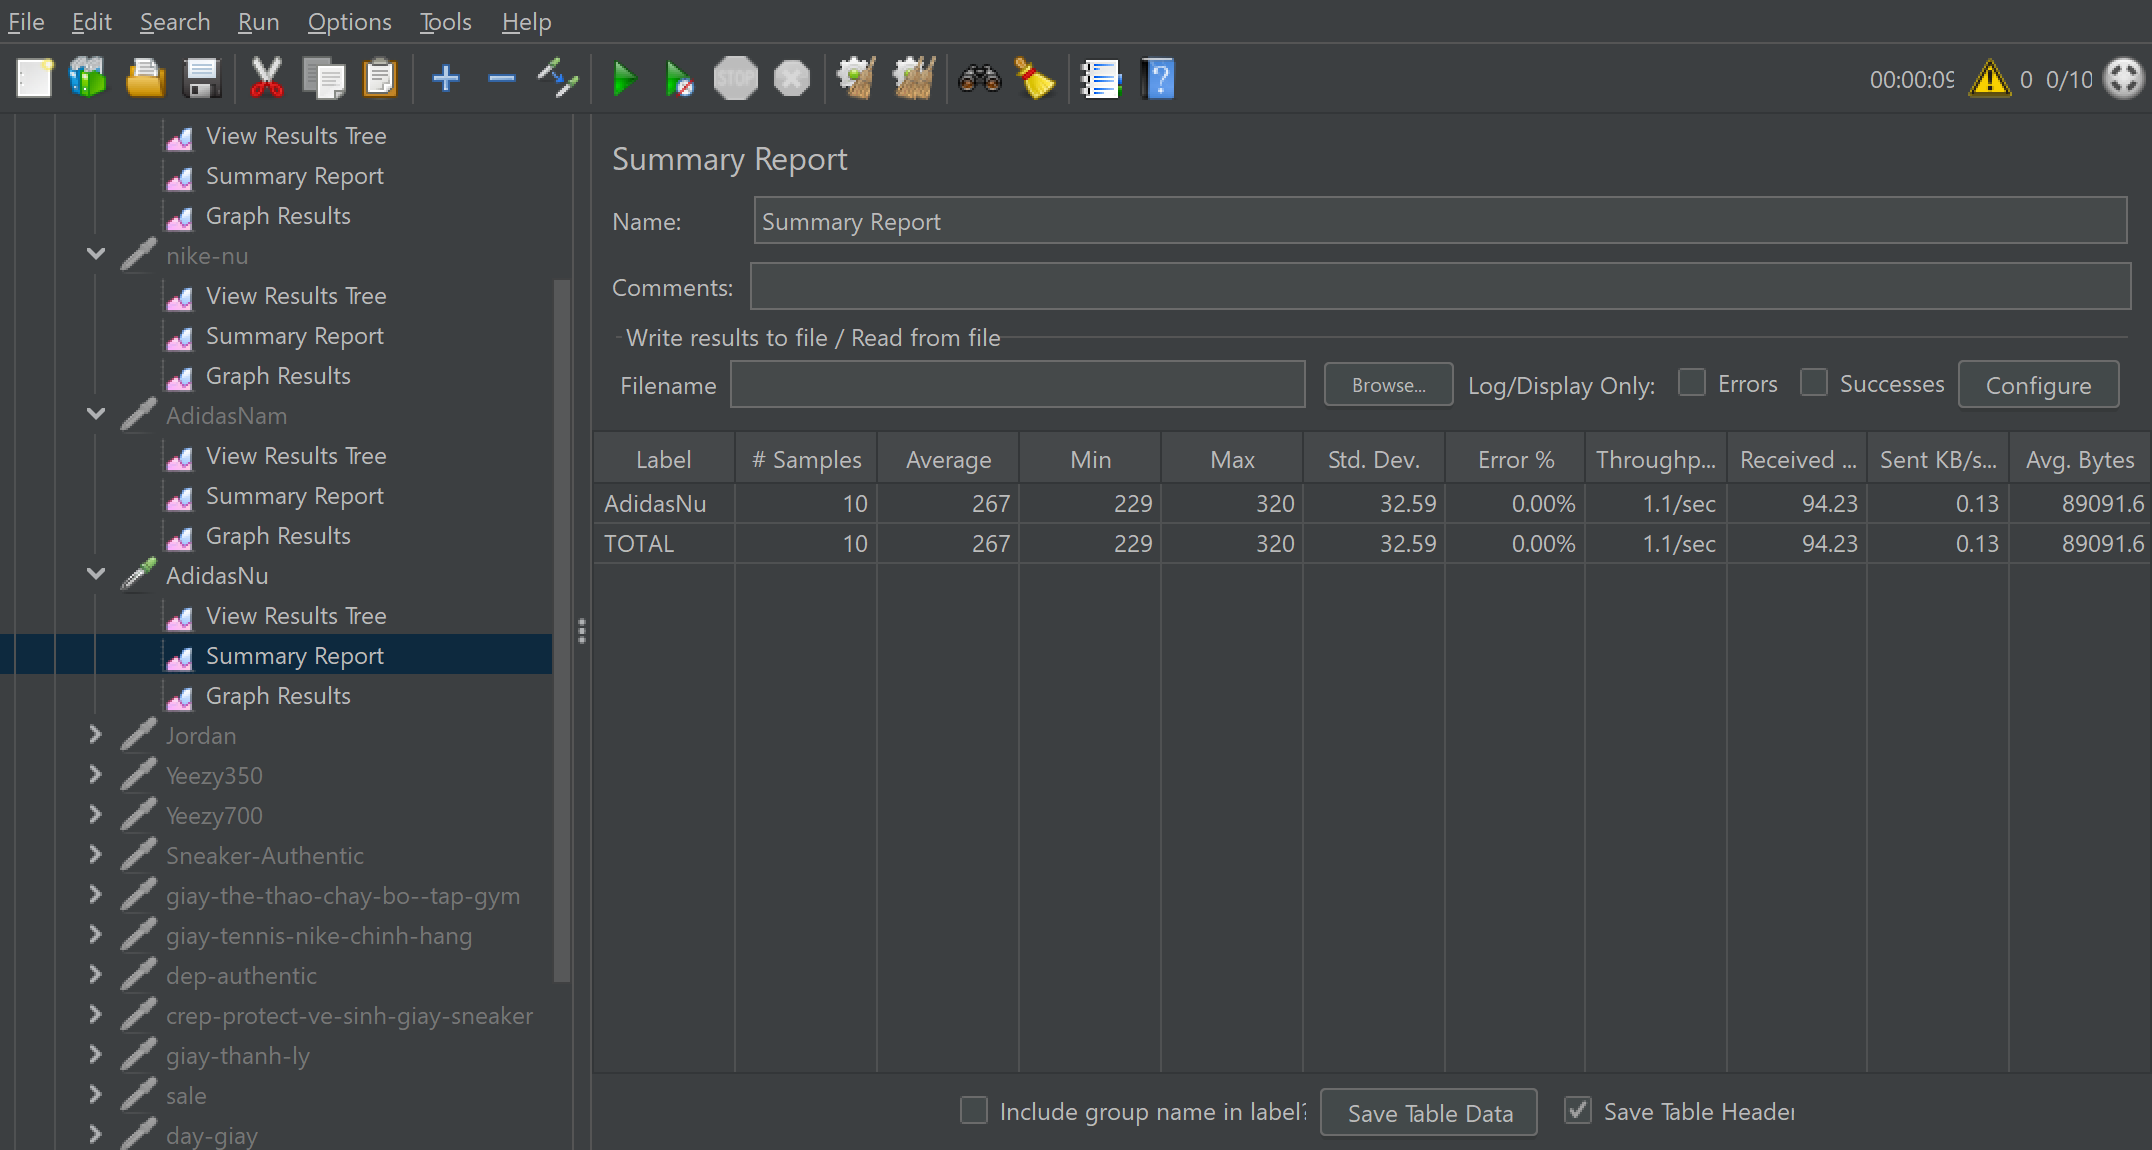 File Edit Search Run Options Tools Help
STOP 00:00:09 0 0/10
View Results Tree
Summary Report
Graph Results
nike-nu
View Results Tree
Summary Report
Graph Results
AdidasNam
View Results Tree
Summary Report
Graph Results
AdidasNu
View Results Tree
Summary Report
Graph Results
Jordan
Yeezy350
Yeezy700
Sneaker-Authentic
giay-the-thao-chay-bo--tap-gym
giay-tennis-nike-chinh-hang
dep-authentic
crep-protect-ve-sinh-giay-sneaker
giay-thanh-ly
sale
day-giay
Summary Report
Name: Summary Report
Comments:
Write results to file / Read from file
Filename Browse... Log/Display Only: Errors Successes Configure
Label # Samples Average Min Max Std. Dev. Error % Throughp... Received ... Sent KB/s... Avg. Bytes
AdidasNu 10 267 229 320 32.59 0.00% 1.1/sec 94.23 0.13 89091.6
TOTAL 10 267 229 320 32.59 0.00% 1.1/sec 94.23 0.13 89091.6
Include group name in label? Save Table Data Save Table Header